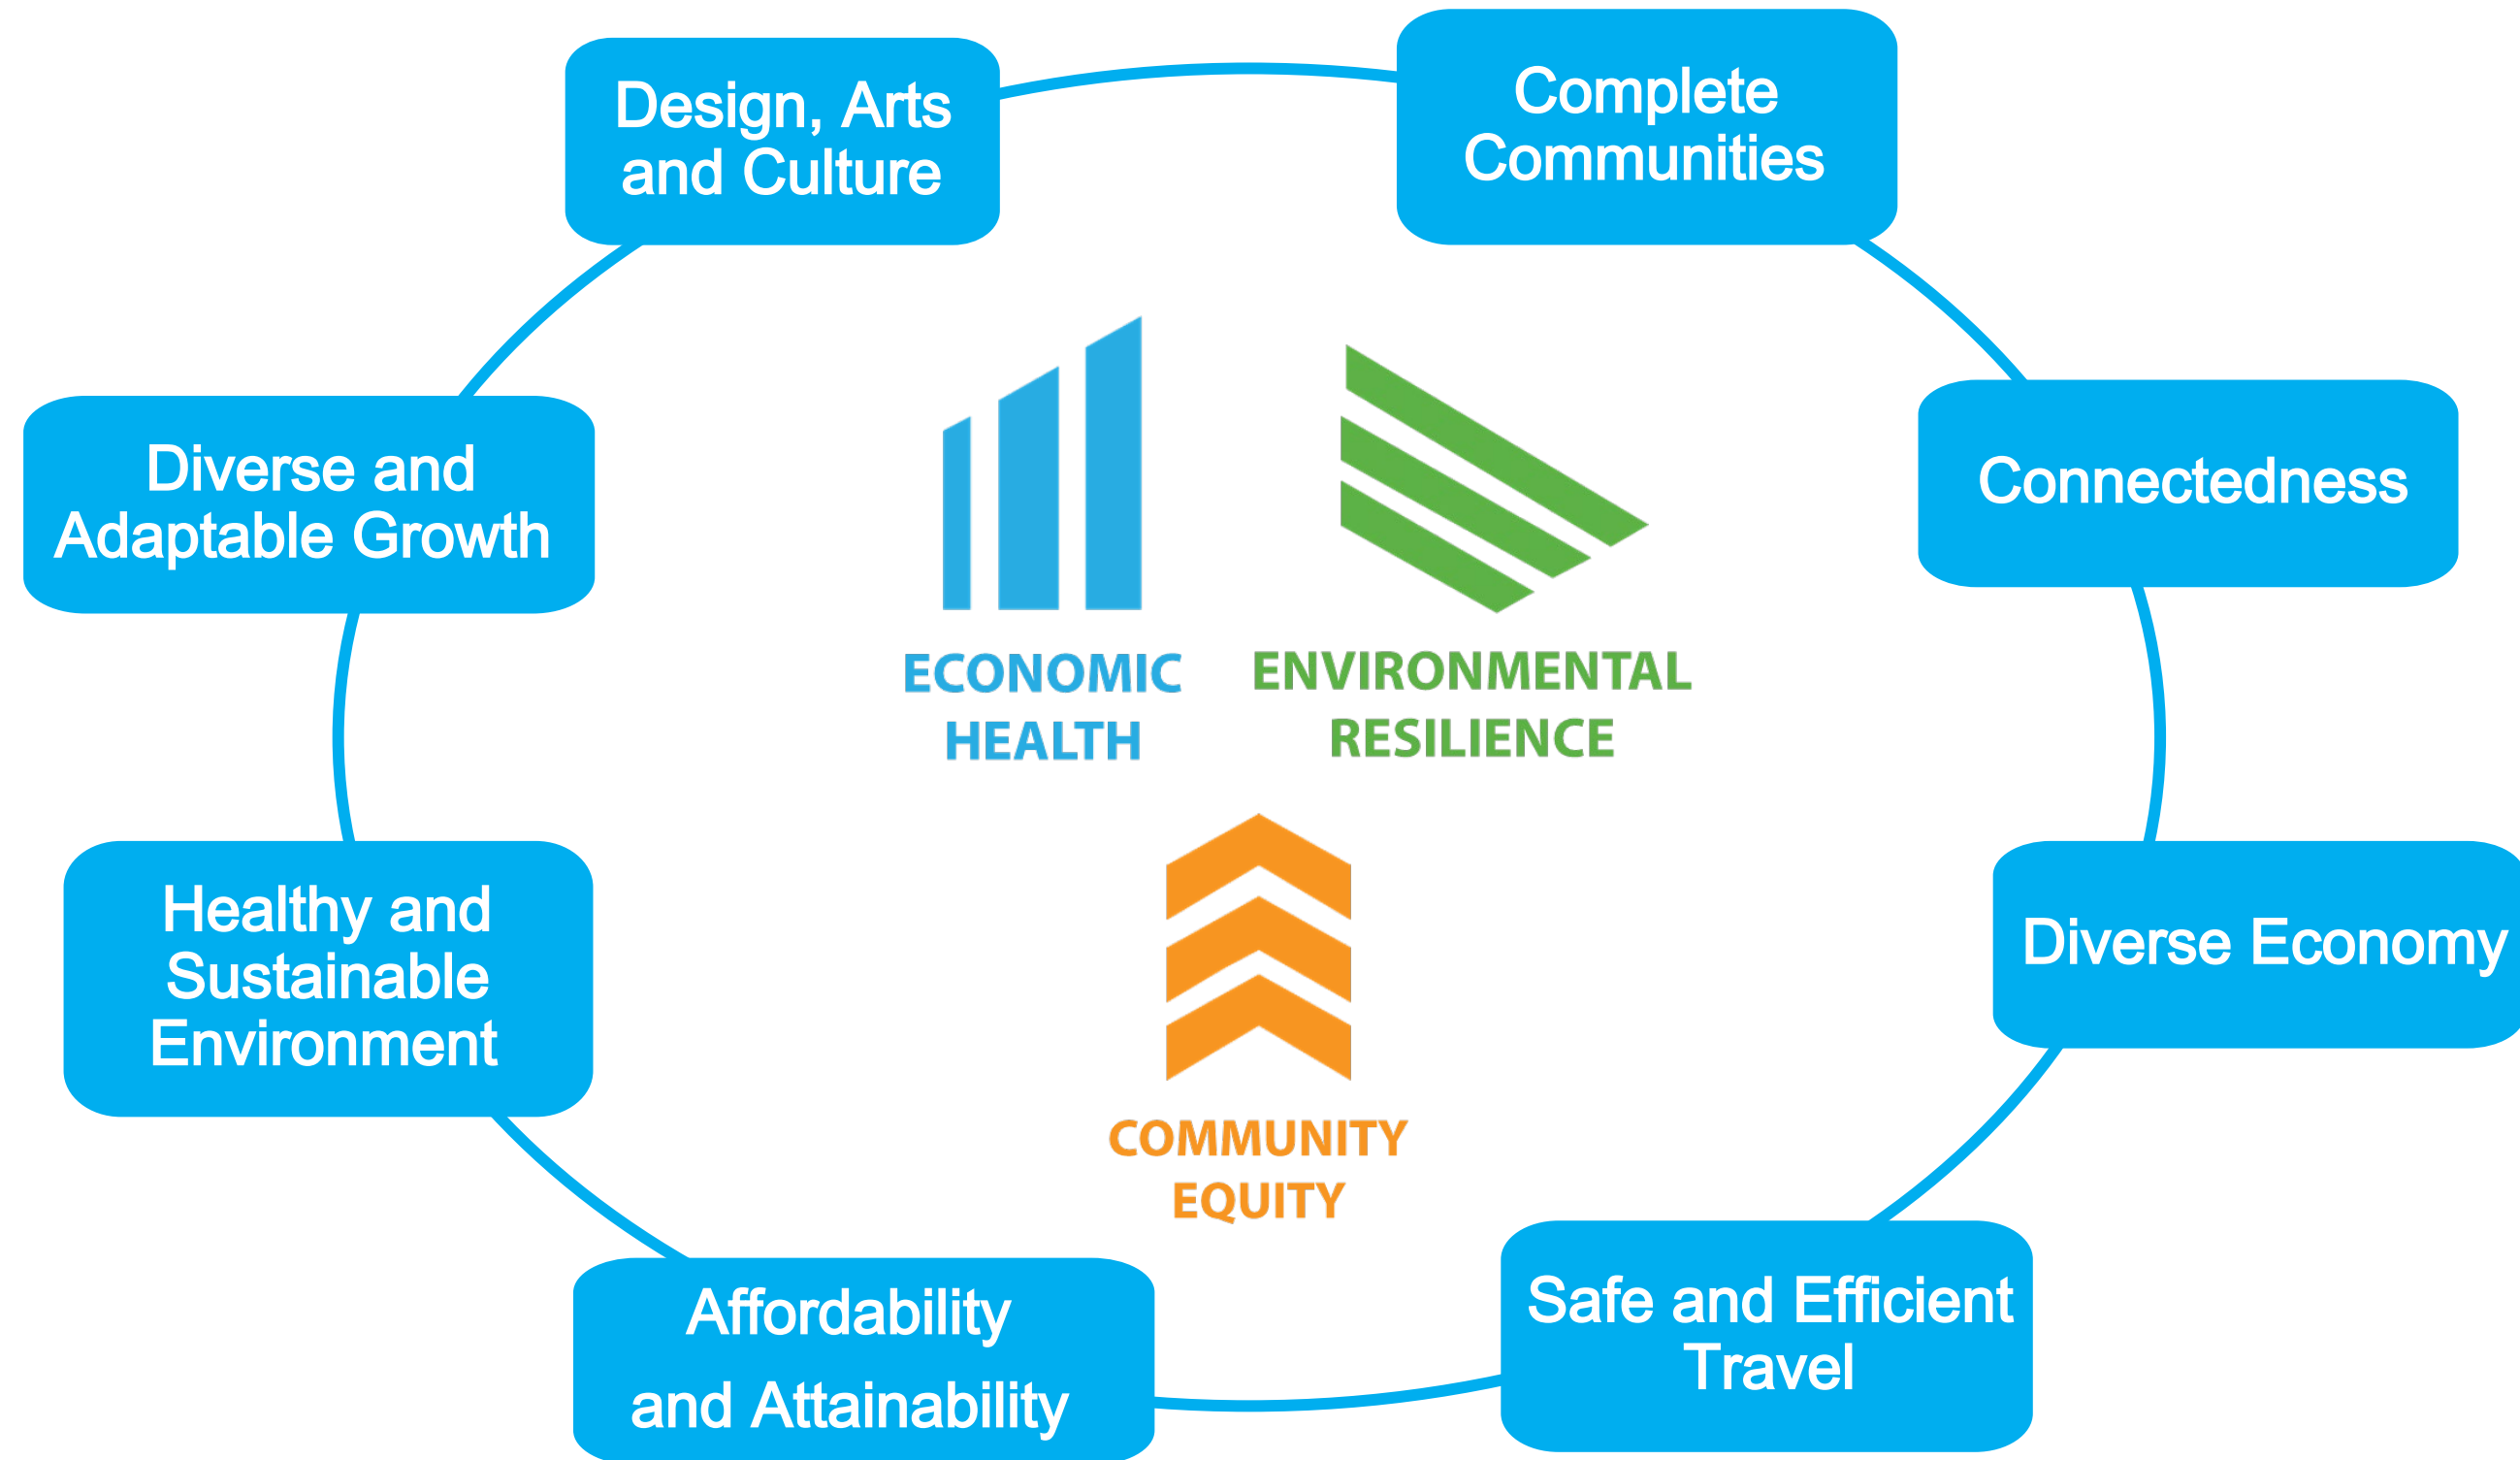 Design, Arts
and Culture
Complete
Communities
Diverse and
Adaptable Growth
Connectedness
ECONOMIC
HEALTH
ENVIRONMENTAL
RESILIENCE
Healthy and
Sustainable
Environment
Diverse Economy
COMMUNITY
EQUITY
Affordability
and Attainability
Safe and Efficient
Travel